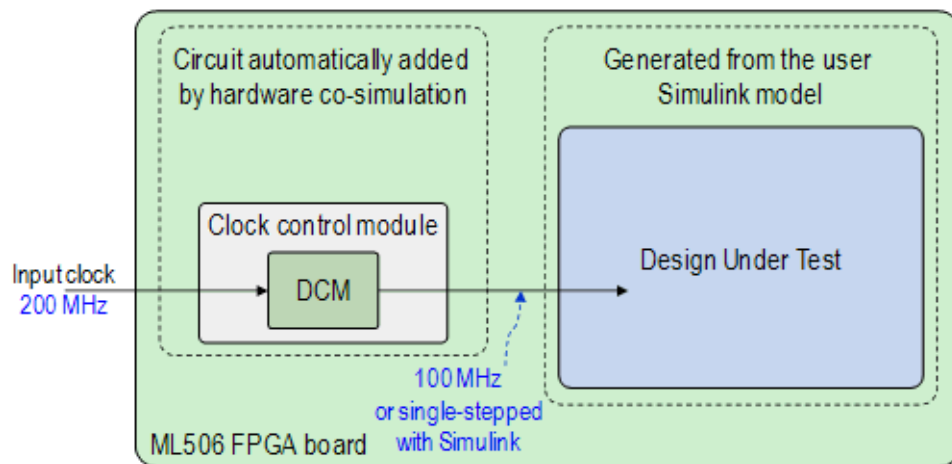 Circuit automatically added
by hardware co-simulation
Generated from the user
Simulink model
Clock control module
DCM
Design Under Test
Input clock
200 MHz
100 MHz
or single-stepped
with Simulink
ML506 FPGA board